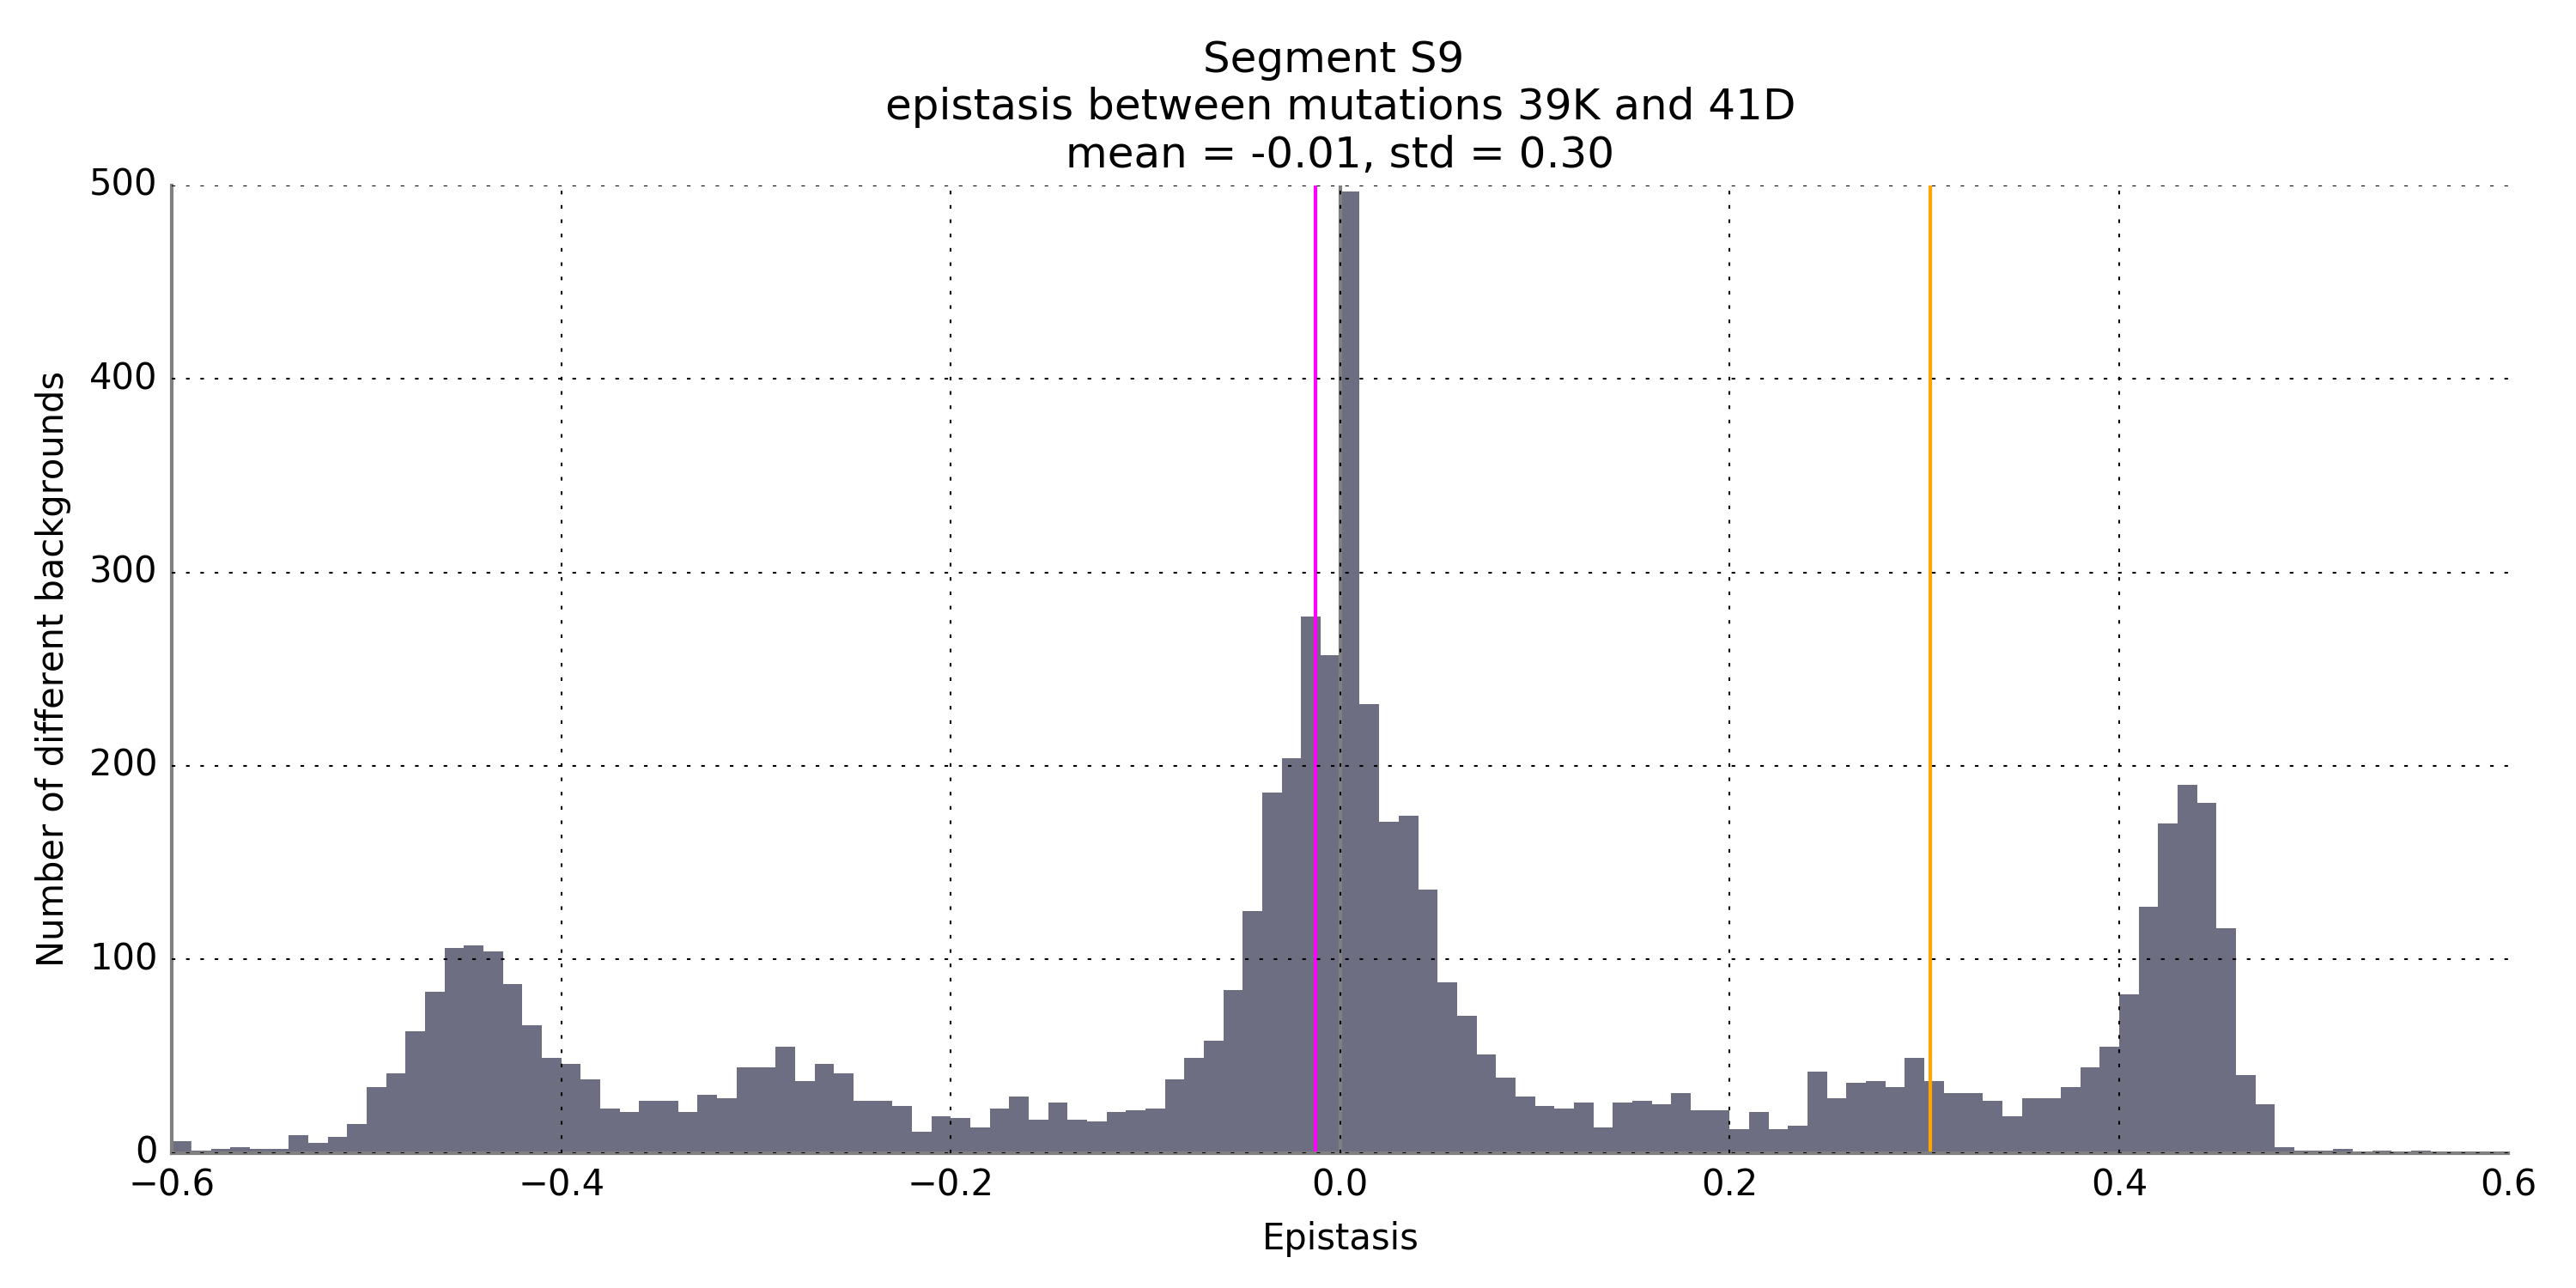 Segment S9
epistasis between mutations 39K and 41D
mean = -0.01, std = 0.30
Number of different backgrounds
500
400
300
200
100
0
−0.6 −0.4 −0.2 0.0 0.2 0.4 0.6
Epistasis